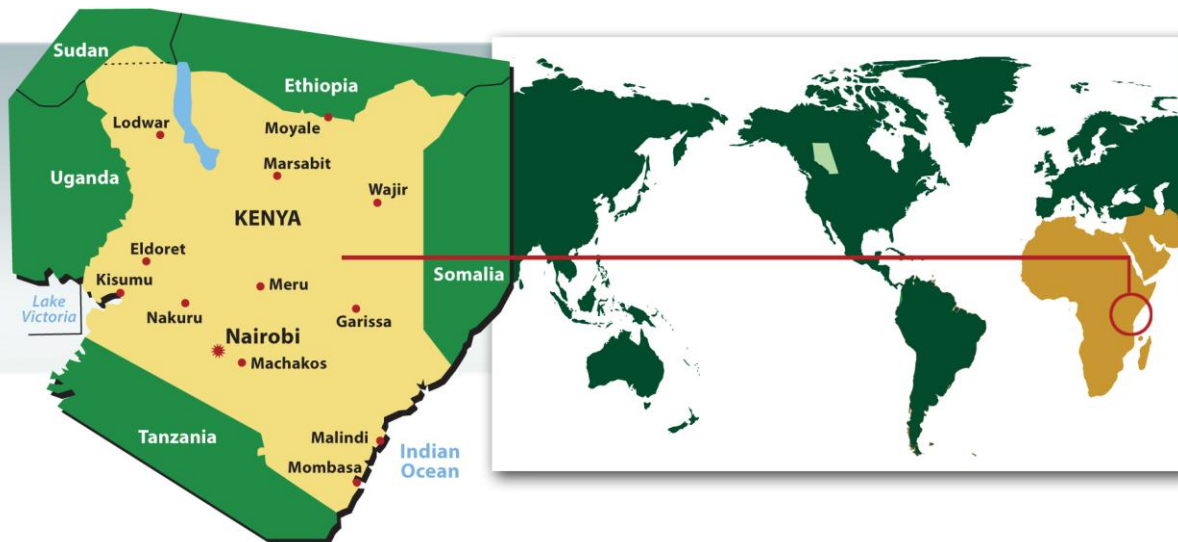 Sudan
Ethiopia
Lodwar
Moyale
Marsabit
Uganda
Wajir
KENYA
Eldoret
Somalia
Kisumu
Meru
Lake
Victoria
Nakuru
Garissa
Nairobi
Machakos
Tanzania
Malindi
Indian
Ocean
Mombasa